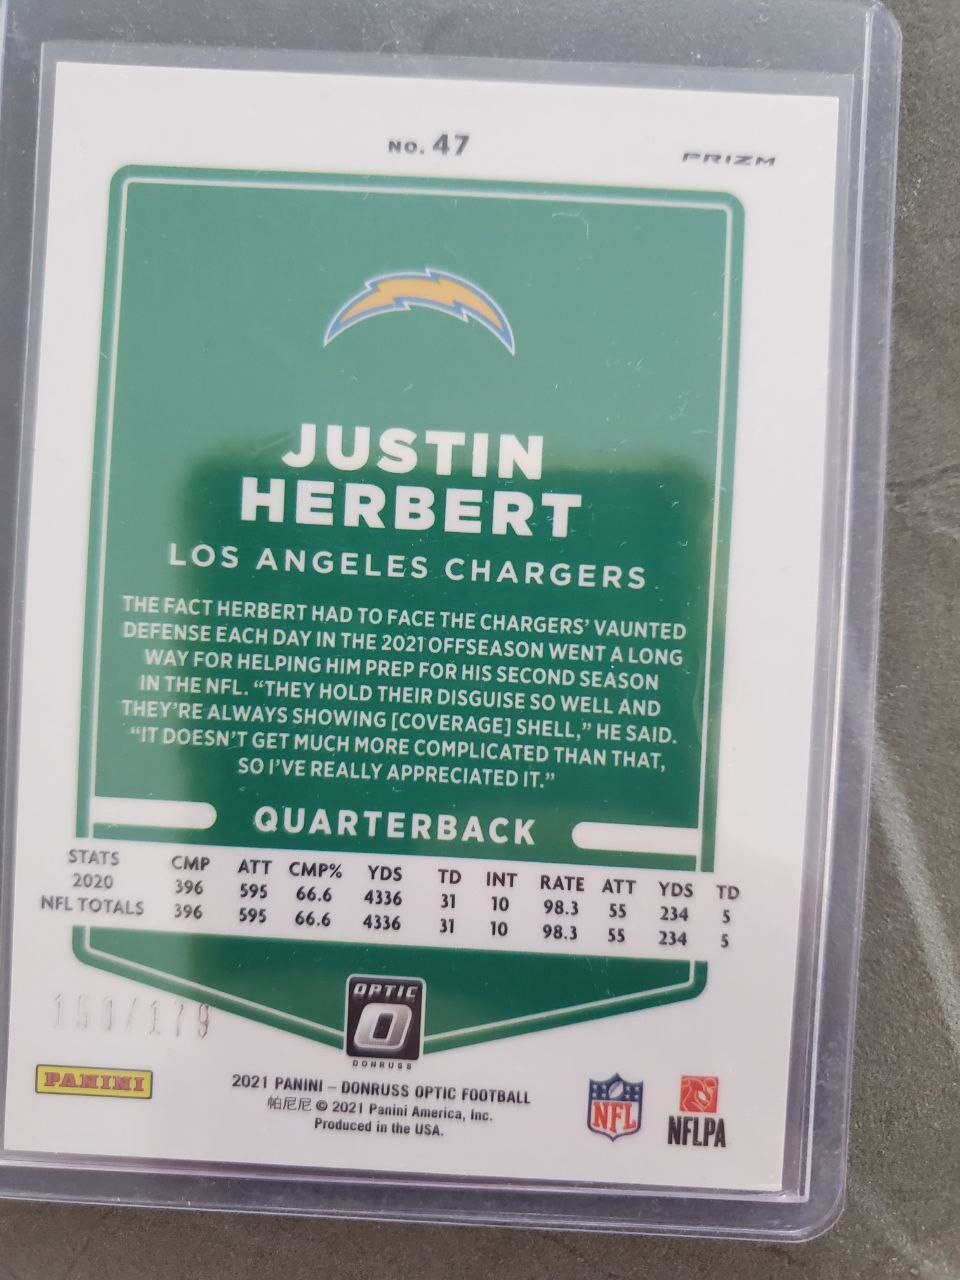 NO. 47
PRIZM
JUSTIN
HERBERT
LOS ANGELES CHARGERS
THE FACT HERBERT HAD TO FACE THE CHARGERS' VAUNTED
DEFENSE EACH DAY IN THE 2021 OFFSEASON WENT A LONG
WAY FOR HELPING HIM PREP FOR HIS SECOND SEASON
IN THE NFL. “THEY HOLD THEIR DISGUISE SO WELL AND
THEY'RE ALWAYS SHOWING [COVERAGE] SHELL,” HE SAID.
“IT DOESN'T GET MUCH MORE COMPLICATED THAN THAT,
SO I'VE REALLY APPRECIATED IT.”
QUARTERBACK
STATS CMP ATT CMP% YDS TD INT RATE ATT YDS TD
2020 396 595 66.6 4336 31 10 98.3 55 234 5
NFL TOTALS 396 595 66.6 4336 31 10 98.3 55 234 5
OPTIC
O
DONRUSS
PANINI
2021 PANINI – DONRUSS OPTIC FOOTBALL
帕尼尼 © 2021 Panini America, Inc.
Produced in the USA.
NFL
NFLPA